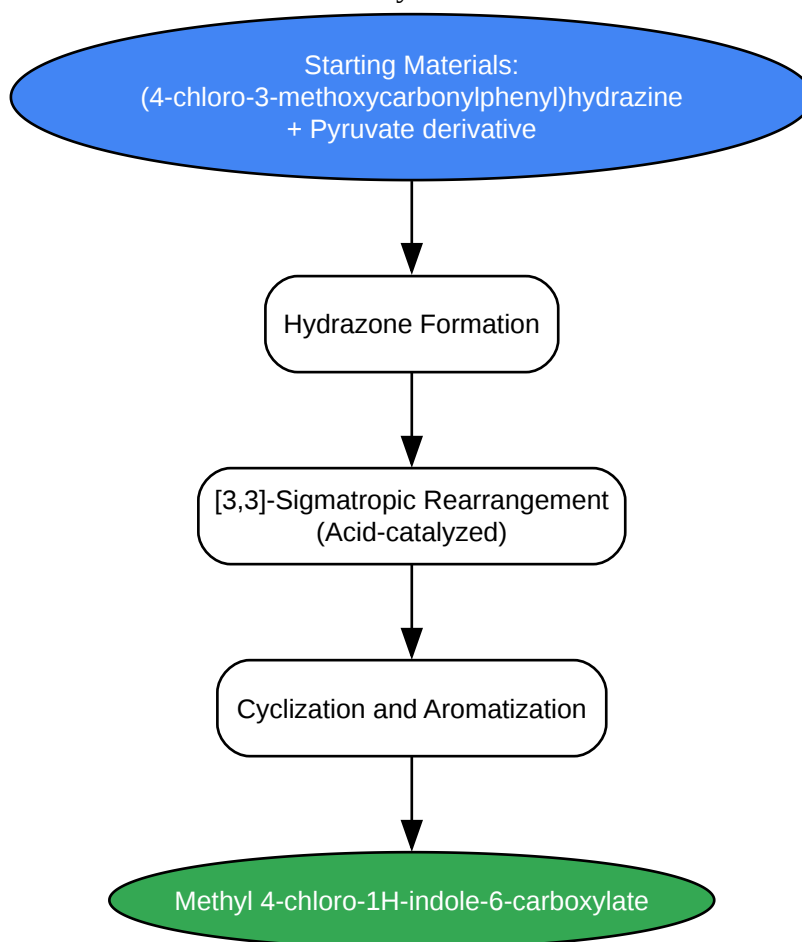 Starting Materials:
(4-chloro-3-methoxycarbonylphenyl)hydrazine
+ Pyruvate derivative
Hydrazone Formation
[3,3]-Sigmatropic Rearrangement
(Acid-catalyzed)
Cyclization and Aromatization
Methyl 4-chloro-1H-indole-6-carboxylate